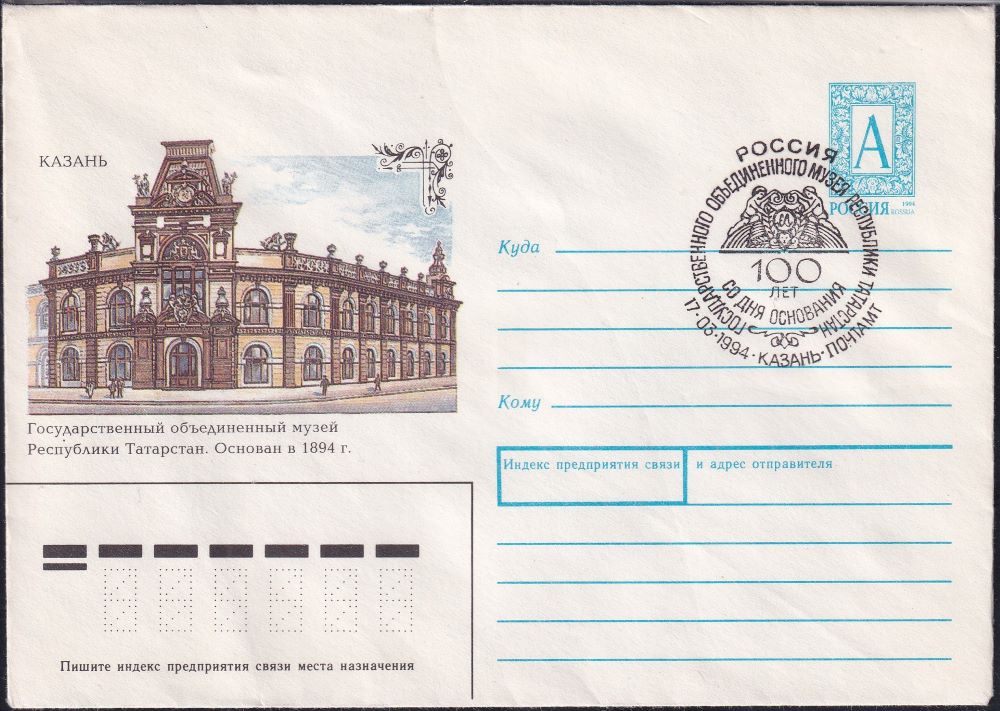 КАЗАНЬ
Государственный объединенный музей
Республики Татарстан. Основан в 1894 г.
А
РОССИЯ 1994 ROSSIJA
РОССИЯ
ГОСУДАРСТВЕННОГО ОБЪЕДИНЕННОГО МУЗЕЯ РЕСПУБЛИКИ ТАТАРСТАН
100
ЛЕТ
СО ДНЯ ОСНОВАНИЯ
17·03·1994·КАЗАНЬ·ПОЧТАМТ
Куда
Кому
Индекс предприятия связи и адрес отправителя
Пишите индекс предприятия связи места назначения